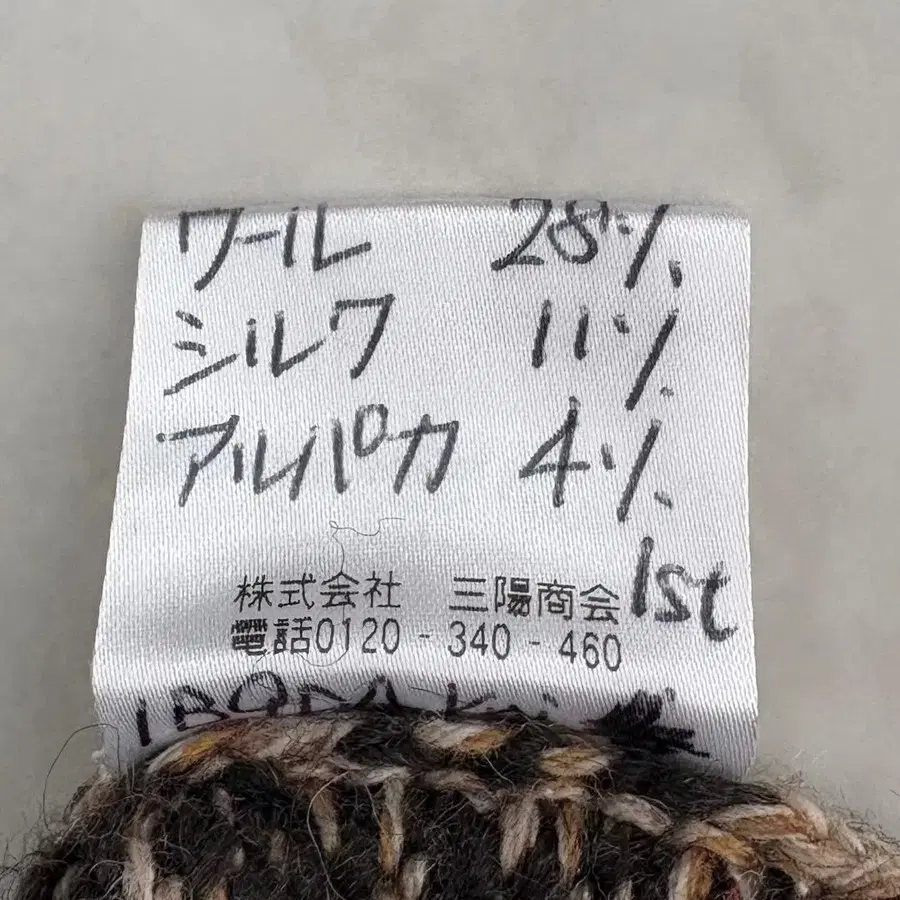 ウール 28%
シルク 11%
アルパカ 4%
1st
株式会社 三陽商会
電話0120-340-460